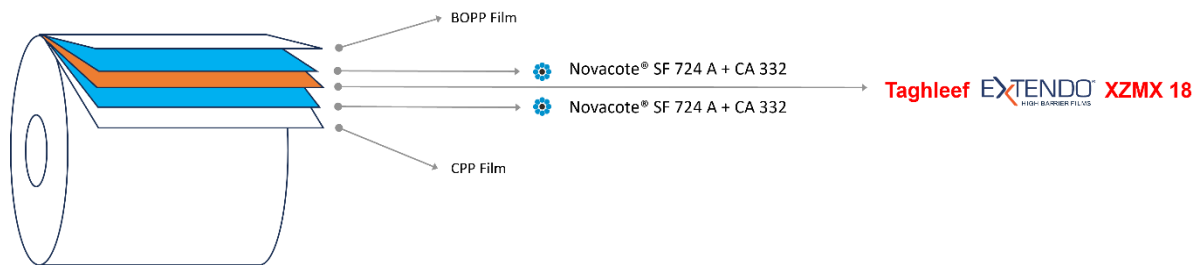 BOPP Film
Novacote® SF 724 A + CA 332
Taghleef EXTENDO™ XZMX 18
HIGH BARRIER FILMS
Novacote® SF 724 A + CA 332
CPP Film